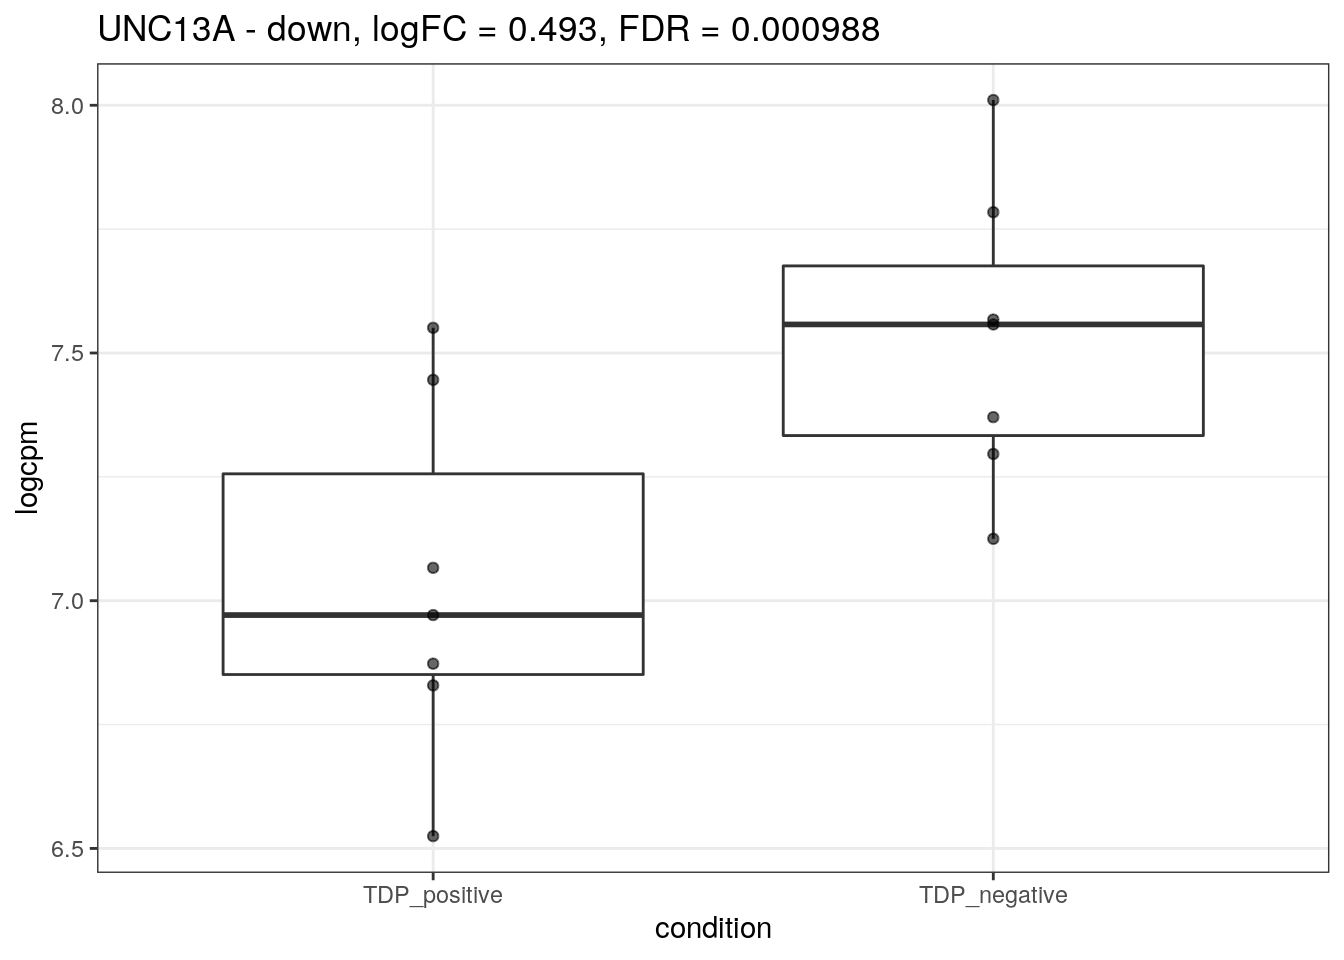 UNC13A - down, logFC = 0.493, FDR = 0.000988
8.0
7.5
7.0
6.5
logcpm
TDP_positive TDP_negative
condition